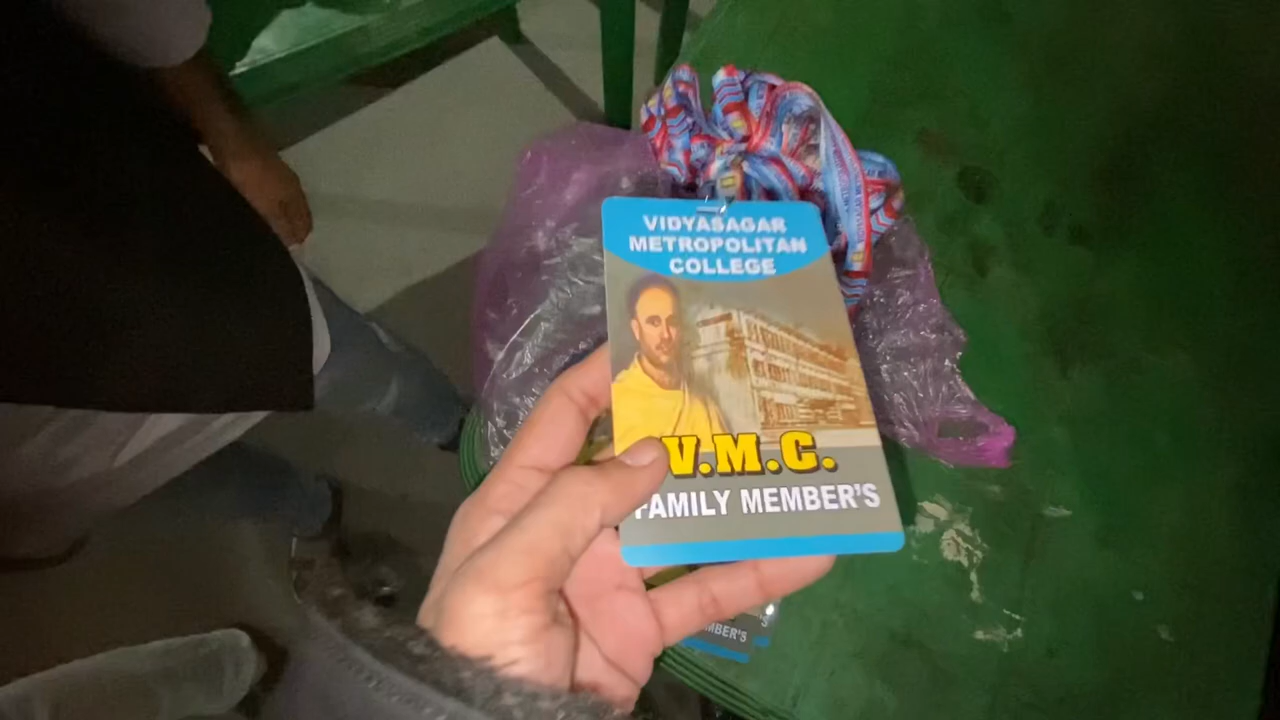 VIDYASAGAR
METROPOLITAN
COLLEGE
V.M.C.
FAMILY MEMBER'S
MBER'S